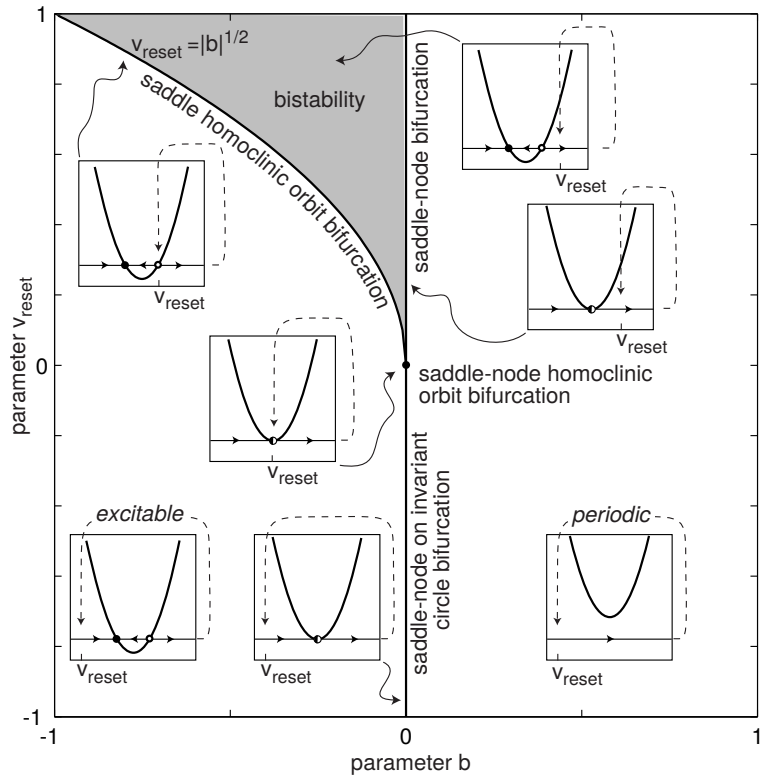 1
v_reset =|b|^1/2
bistability
saddle homoclinic orbit bifurcation
saddle-node bifurcation
v_reset
v_reset
v_reset
parameter v_reset
0
saddle-node homoclinic
orbit bifurcation
v_reset
excitable
periodic
saddle-node on invariant
circle bifurcation
v_reset
v_reset
v_reset
-1
-1
0
1
parameter b